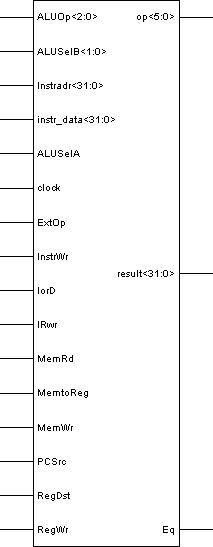 ALUOp<2:0> op<5:0>
ALUSelB<1:0>
Instradr<31:0>
instr_data<31:0>
ALUSelA
clock
ExtOp
InstrWr
result<31:0>
IorD
IRwr
MemRd
MemtoReg
MemWr
PCSrc
RegDst
RegWr Eq